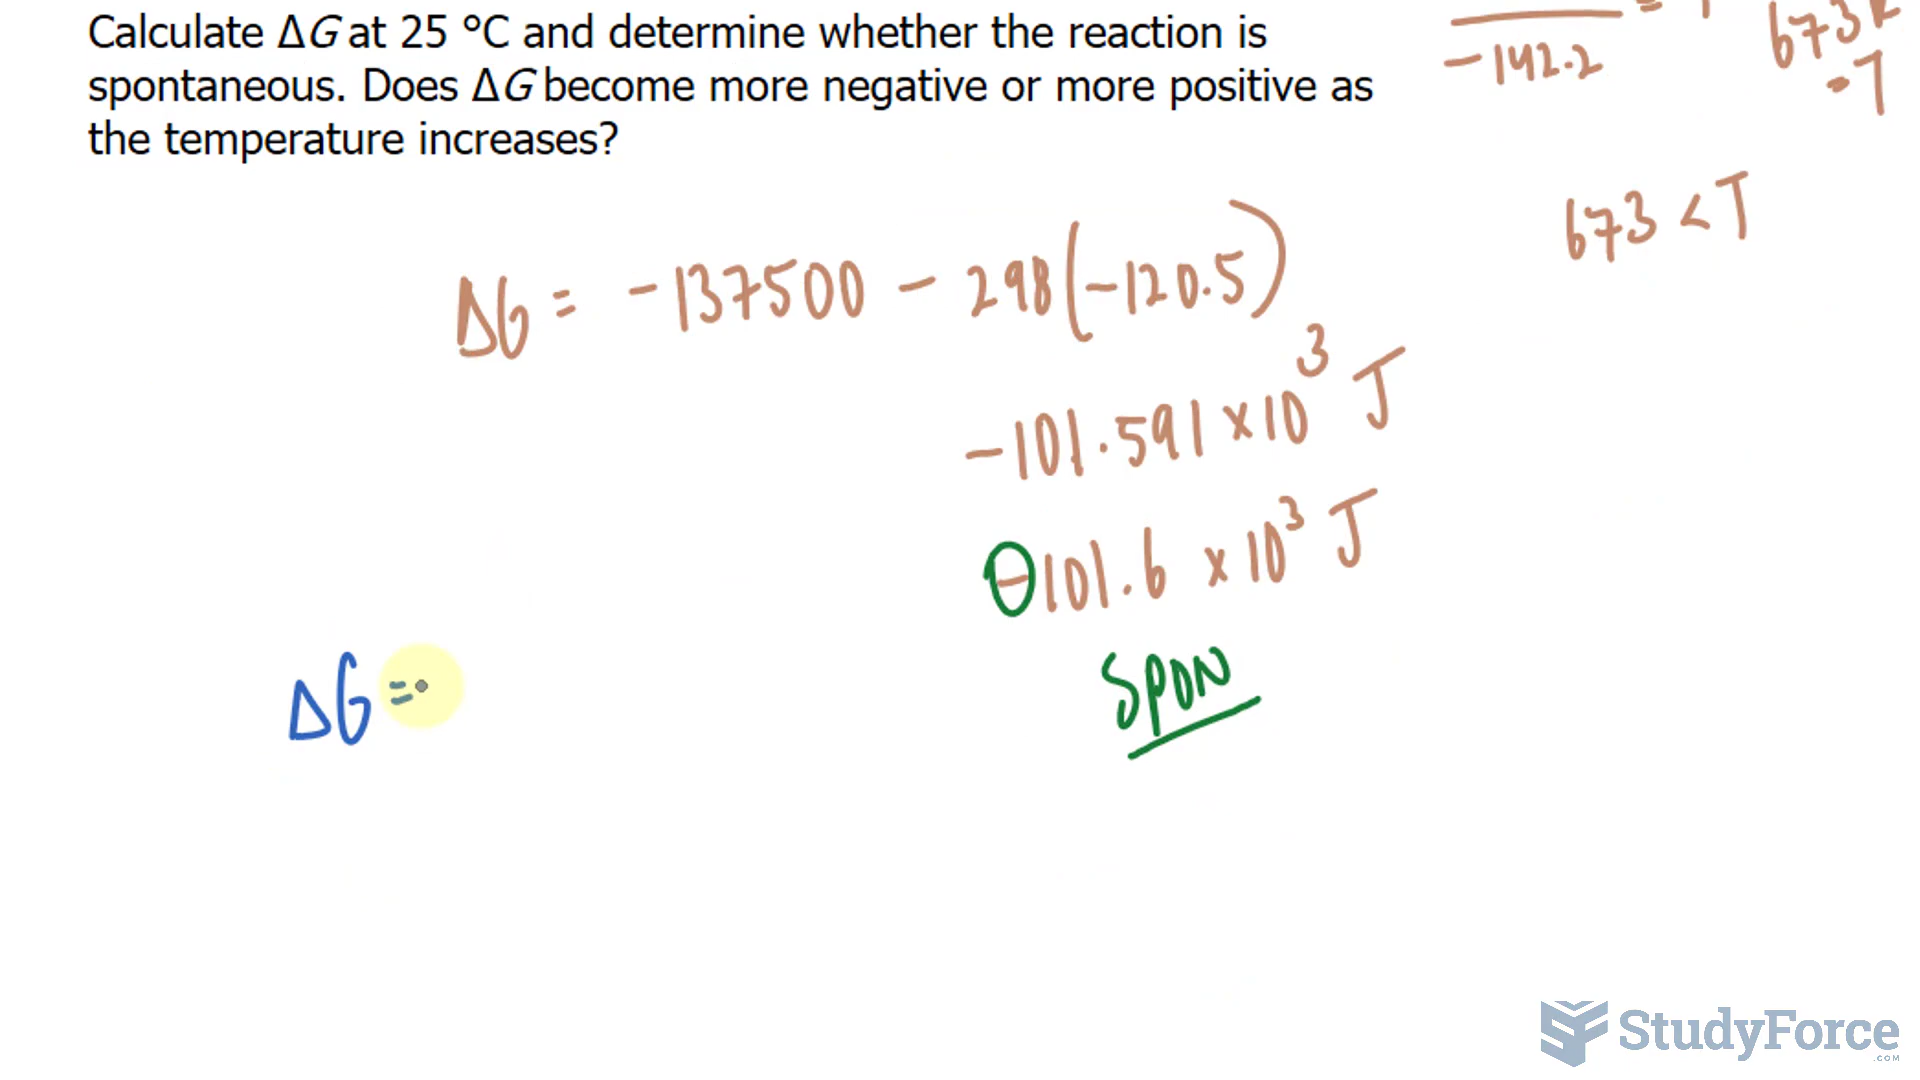 Calculate ΔG at 25 °C and determine whether the reaction is
spontaneous. Does ΔG become more negative or more positive as
the temperature increases?
-142.2
673K
673 < T
ΔG = -137500 - 298(-120.5)
-101.591 x 10³ J
-101.6 x 10³ J
SPON
ΔG =
StudyForce
.COM